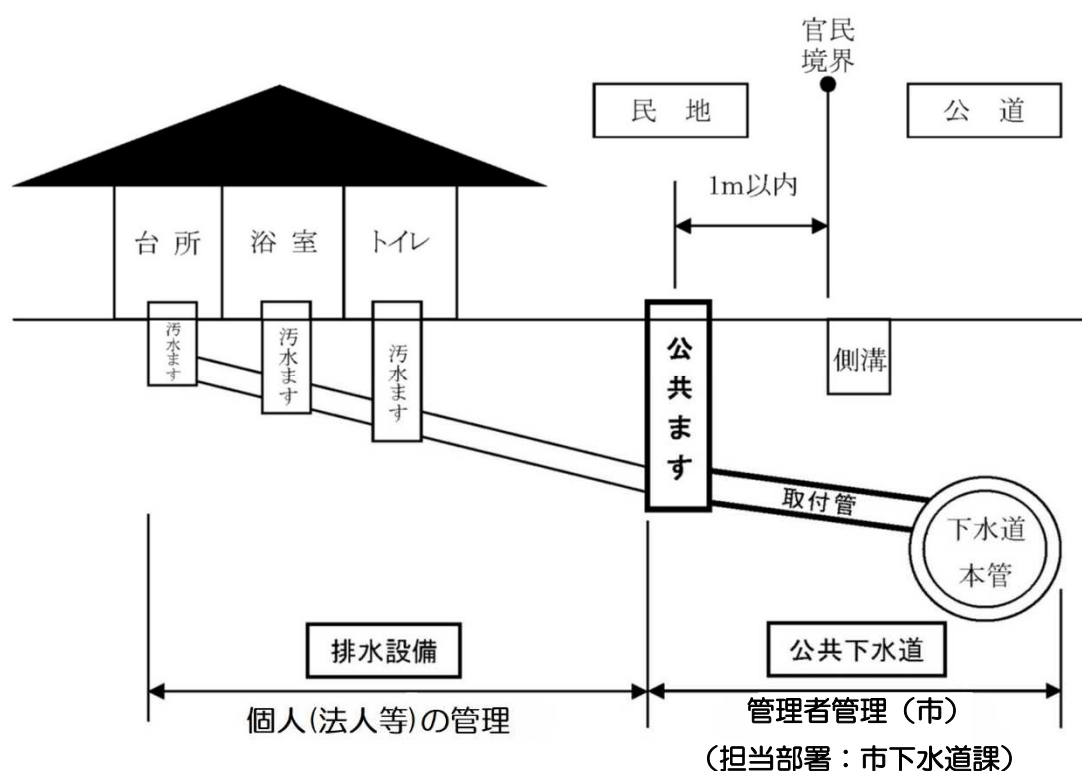 官民
境界
民 地
公 道
1m以内
台 所
浴 室
トイレ
汚水ます
汚水ます
汚水ます
公共ます
側溝
取付管
下水道
本管
排水設備
公共下水道
個人(法人等)の管理
管理者管理（市）
（担当部署：市下水道課）